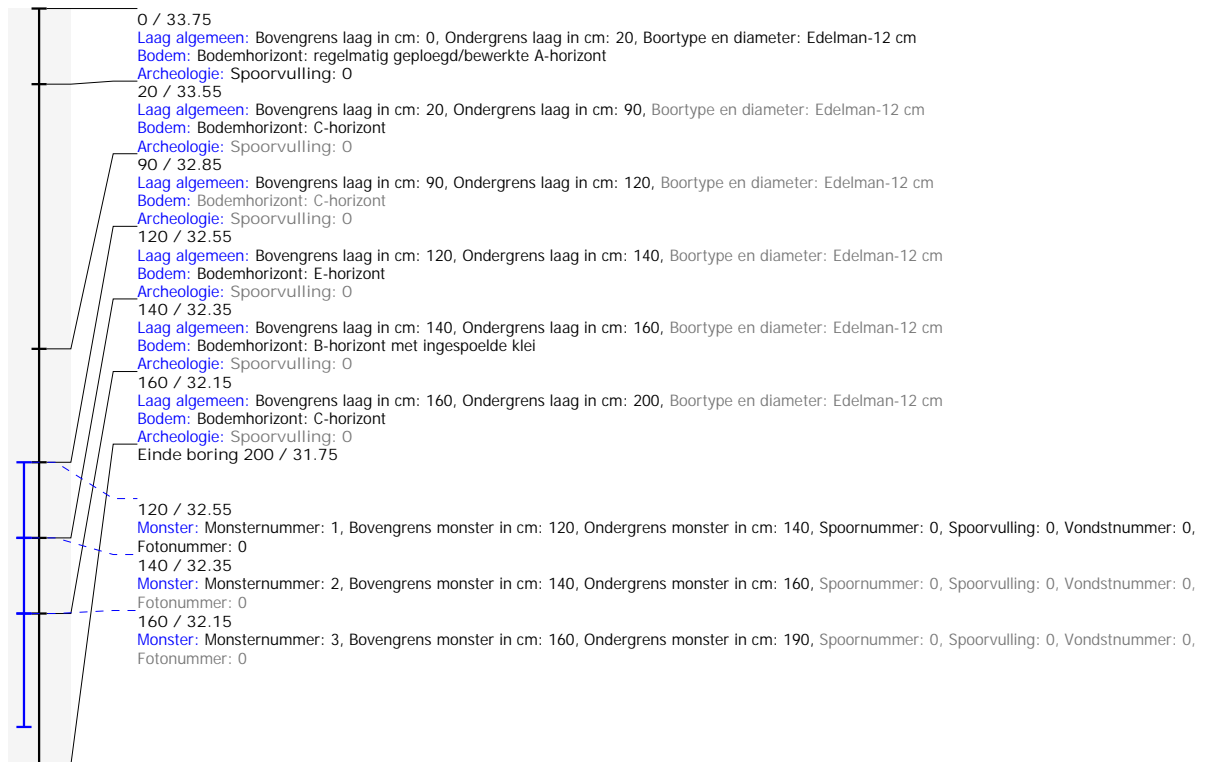 0 / 33.75
Laag algemeen: Bovengrens laag in cm: 0, Ondergrens laag in cm: 20, Boortype en diameter: Edelman-12 cm
Bodem: Bodemhorizont: regelmatig geploegd/bewerkte A-horizont
Archeologie: Spoorvulling: 0
20 / 33.55
Laag algemeen: Bovengrens laag in cm: 20, Ondergrens laag in cm: 90, Boortype en diameter: Edelman-12 cm
Bodem: Bodemhorizont: C-horizont
Archeologie: Spoorvulling: 0
90 / 32.85
Laag algemeen: Bovengrens laag in cm: 90, Ondergrens laag in cm: 120, Boortype en diameter: Edelman-12 cm
Bodem: Bodemhorizont: C-horizont
Archeologie: Spoorvulling: 0
120 / 32.55
Laag algemeen: Bovengrens laag in cm: 120, Ondergrens laag in cm: 140, Boortype en diameter: Edelman-12 cm
Bodem: Bodemhorizont: E-horizont
Archeologie: Spoorvulling: 0
140 / 32.35
Laag algemeen: Bovengrens laag in cm: 140, Ondergrens laag in cm: 160, Boortype en diameter: Edelman-12 cm
Bodem: Bodemhorizont: B-horizont met ingespoelde klei
Archeologie: Spoorvulling: 0
160 / 32.15
Laag algemeen: Bovengrens laag in cm: 160, Ondergrens laag in cm: 200, Boortype en diameter: Edelman-12 cm
Bodem: Bodemhorizont: C-horizont
Archeologie: Spoorvulling: 0
Einde boring 200 / 31.75
120 / 32.55
Monster: Monsternummer: 1, Bovengrens monster in cm: 120, Ondergrens monster in cm: 140, Spoornummer: 0, Spoorvulling: 0, Vondstnummer: 0,
Fotonummer: 0
140 / 32.35
Monster: Monsternummer: 2, Bovengrens monster in cm: 140, Ondergrens monster in cm: 160, Spoornummer: 0, Spoorvulling: 0, Vondstnummer: 0,
Fotonummer: 0
160 / 32.15
Monster: Monsternummer: 3, Bovengrens monster in cm: 160, Ondergrens monster in cm: 190, Spoornummer: 0, Spoorvulling: 0, Vondstnummer: 0,
Fotonummer: 0